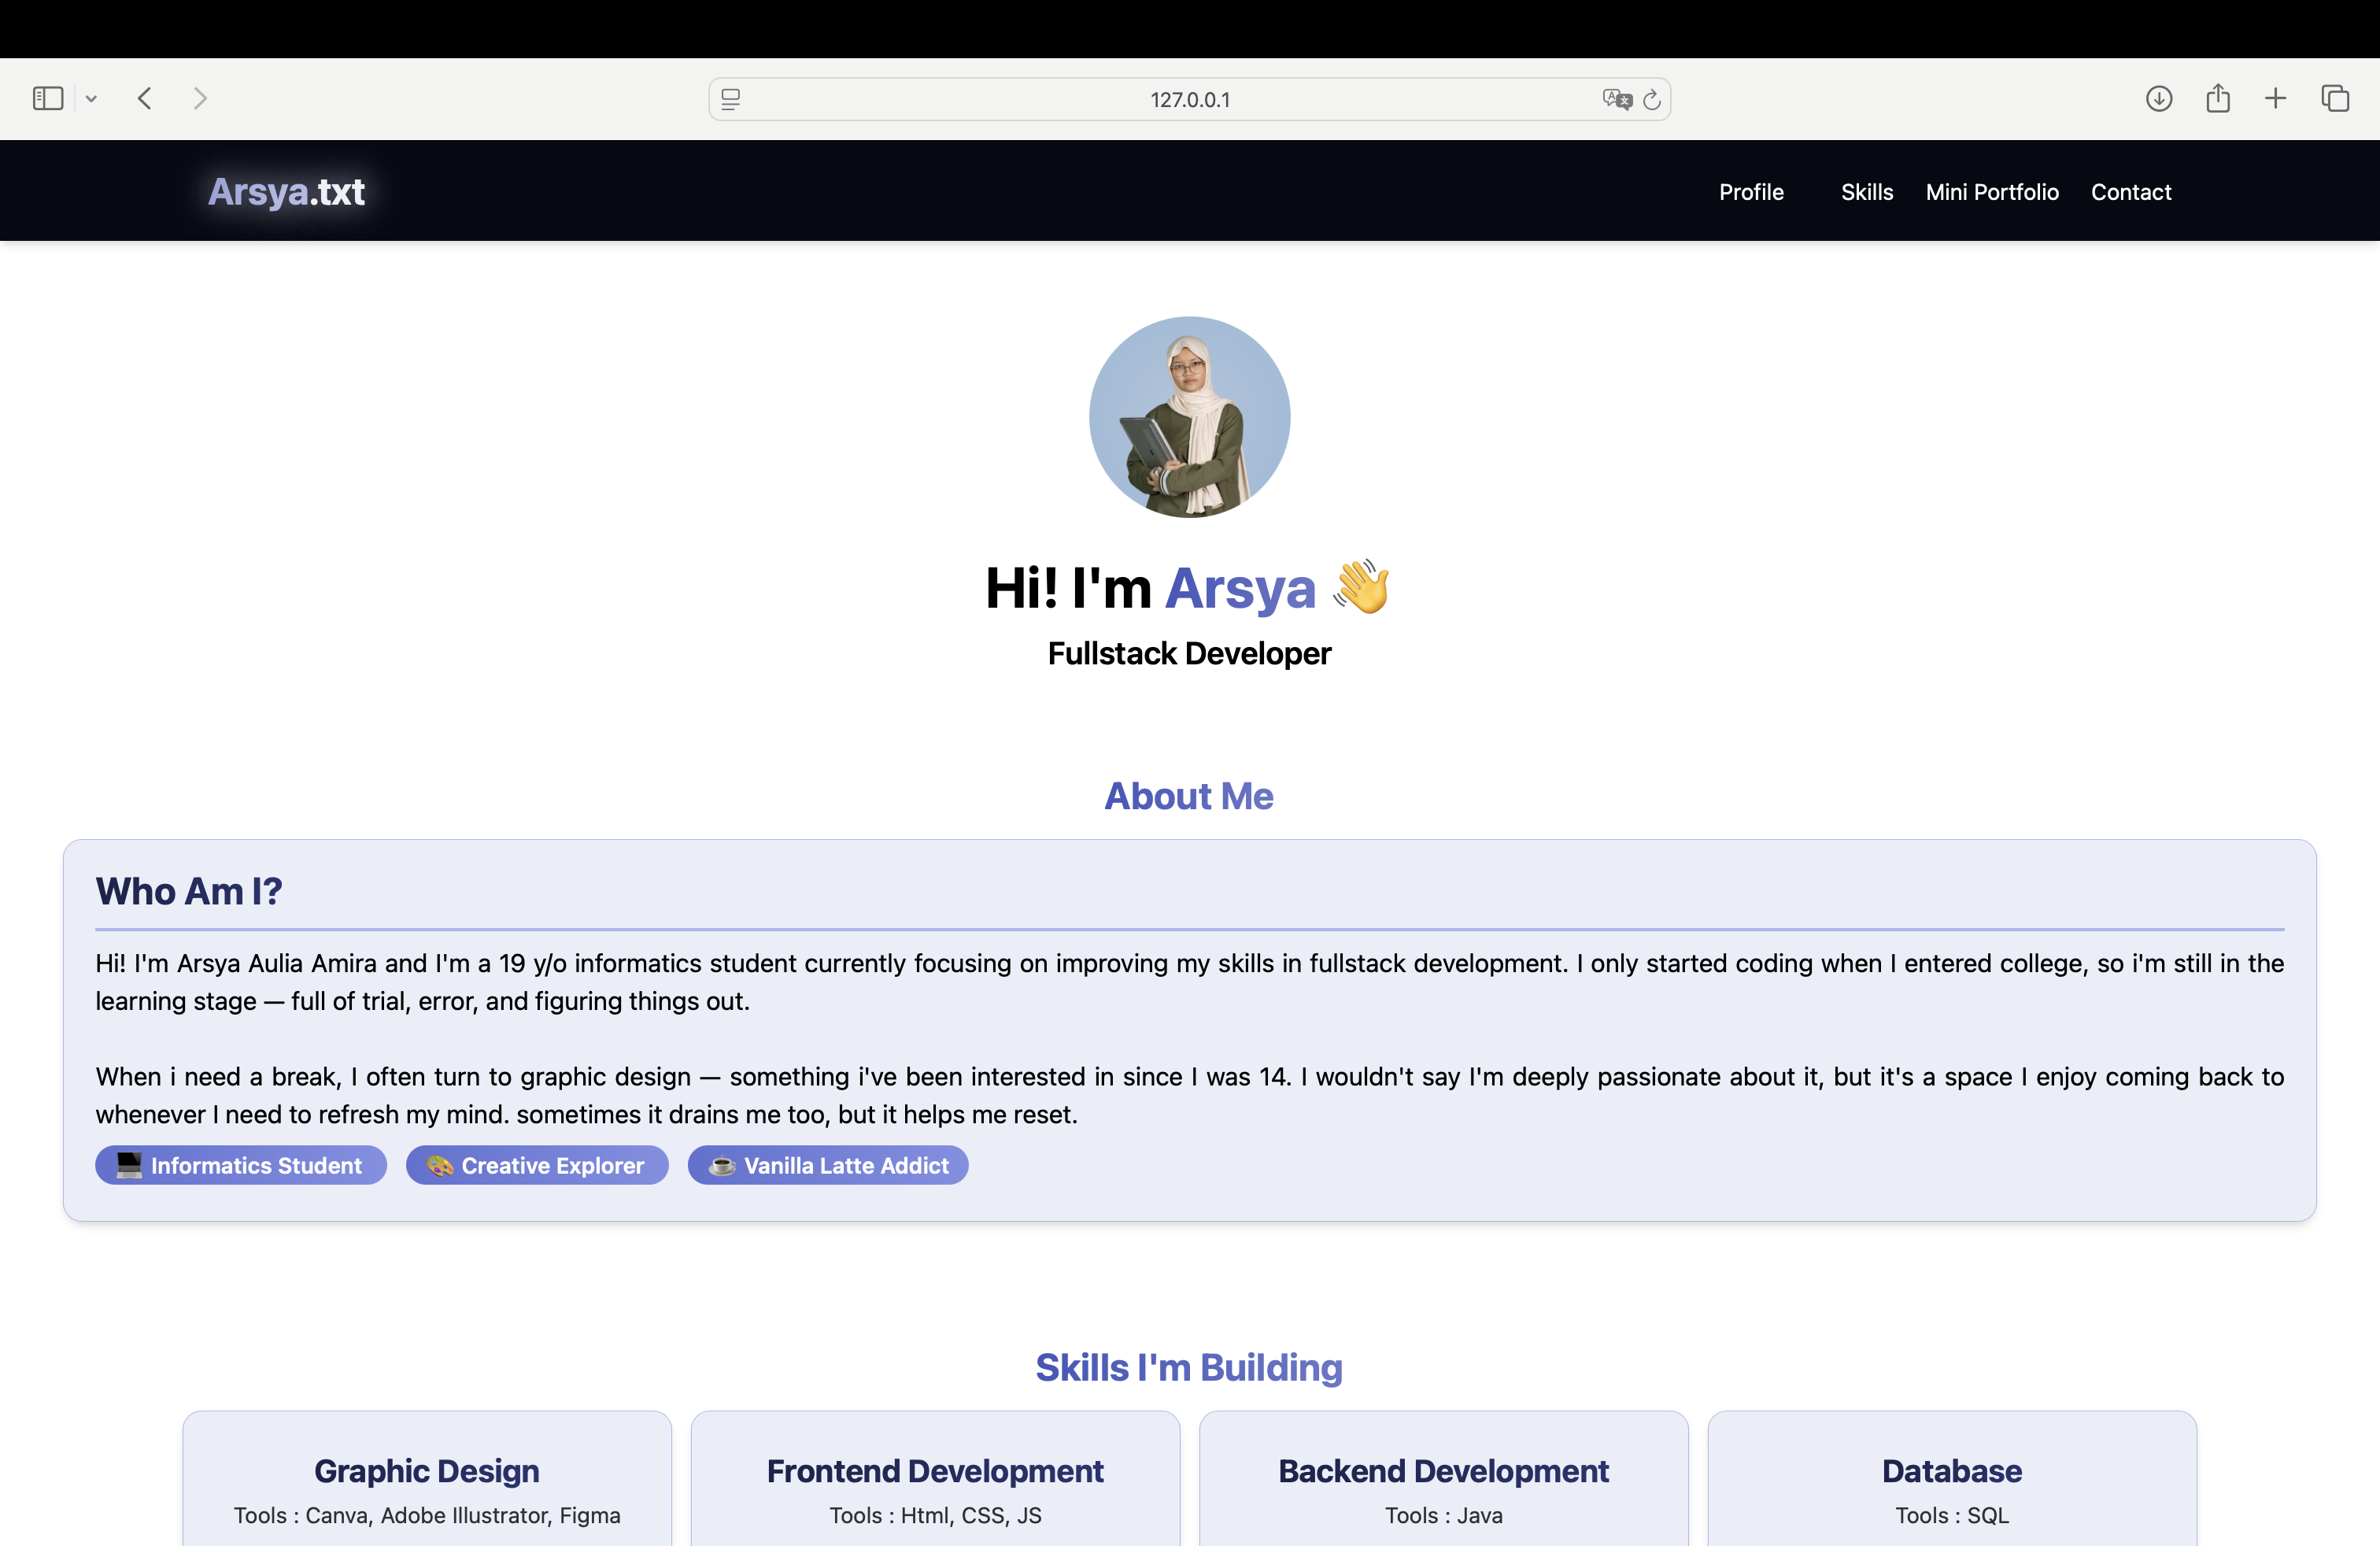 127.0.0.1
Arsya.txt
Profile Skills Mini Portfolio Contact
Hi! I'm Arsya 👋
Fullstack Developer
About Me
Who Am I?
Hi! I'm Arsya Aulia Amira and I'm a 19 y/o informatics student currently focusing on improving my skills in fullstack development. I only started coding when I entered college, so i'm still in the
learning stage — full of trial, error, and figuring things out.
When i need a break, I often turn to graphic design — something i've been interested in since I was 14. I wouldn't say I'm deeply passionate about it, but it's a space I enjoy coming back to
whenever I need to refresh my mind. sometimes it drains me too, but it helps me reset.
💻 Informatics Student 🎨 Creative Explorer ☕ Vanilla Latte Addict
Skills I'm Building
Graphic Design
Tools : Canva, Adobe Illustrator, Figma
Frontend Development
Tools : Html, CSS, JS
Backend Development
Tools : Java
Database
Tools : SQL